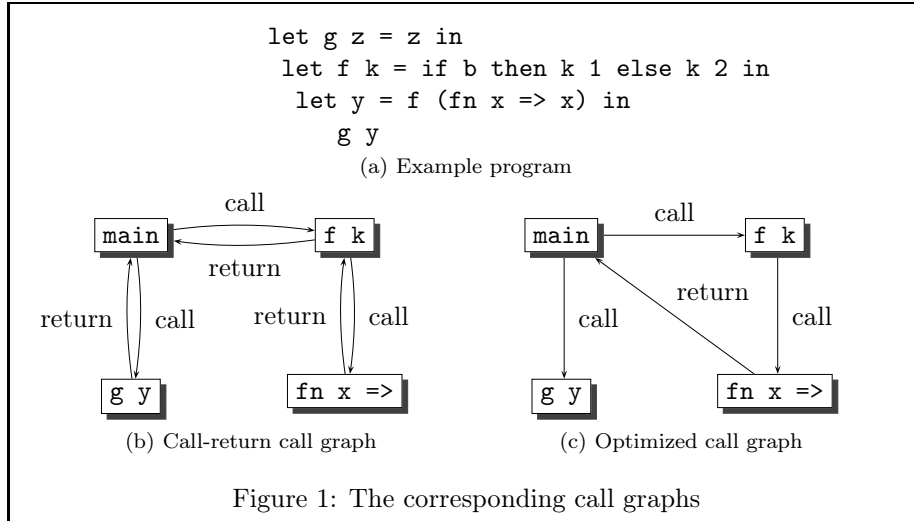 let g z = z in
let f k = if b then k 1 else k 2 in
let y = f (fn x => x) in
g y
(a) Example program
call
main
f k
return
return
call
return
call
g y
fn x =>
(b) Call-return call graph
call
main
f k
return
call
call
g y
fn x =>
(c) Optimized call graph
Figure 1: The corresponding call graphs